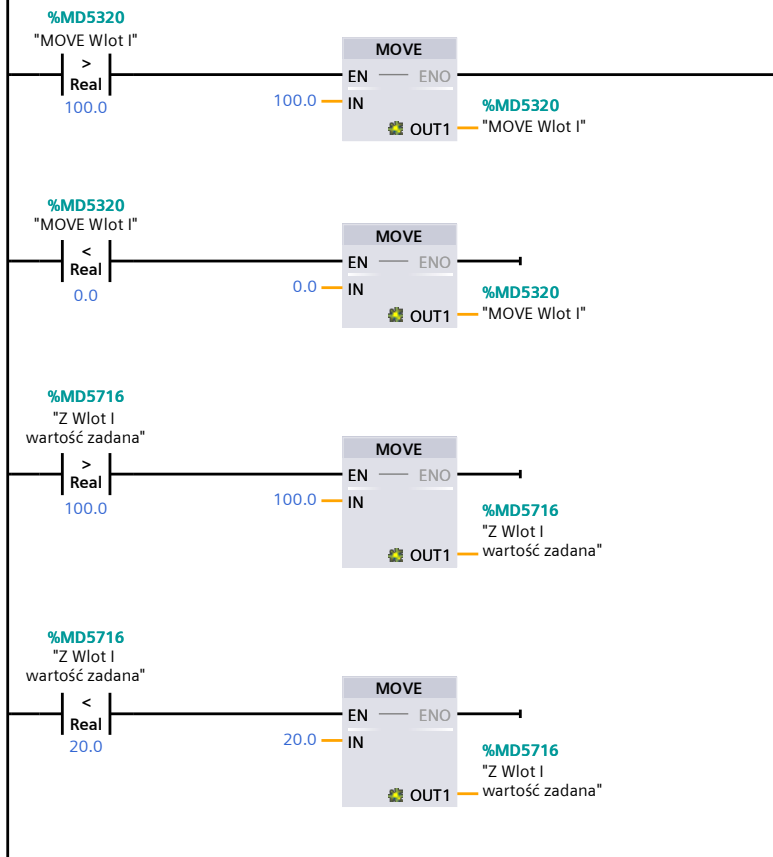 %MD5320
"MOVE Wlot I"
>
Real
100.0
MOVE
EN
ENO
100.0
IN
%MD5320
OUT1
"MOVE Wlot I"
%MD5320
"MOVE Wlot I"
<
Real
0.0
MOVE
EN
ENO
0.0
IN
%MD5320
OUT1
"MOVE Wlot I"
%MD5716
"Z Wlot I
wartość zadana"
>
Real
100.0
MOVE
EN
ENO
100.0
IN
%MD5716
"Z Wlot I
OUT1
wartość zadana"
%MD5716
"Z Wlot I
wartość zadana"
<
Real
20.0
MOVE
EN
ENO
20.0
IN
%MD5716
"Z Wlot I
OUT1
wartość zadana"